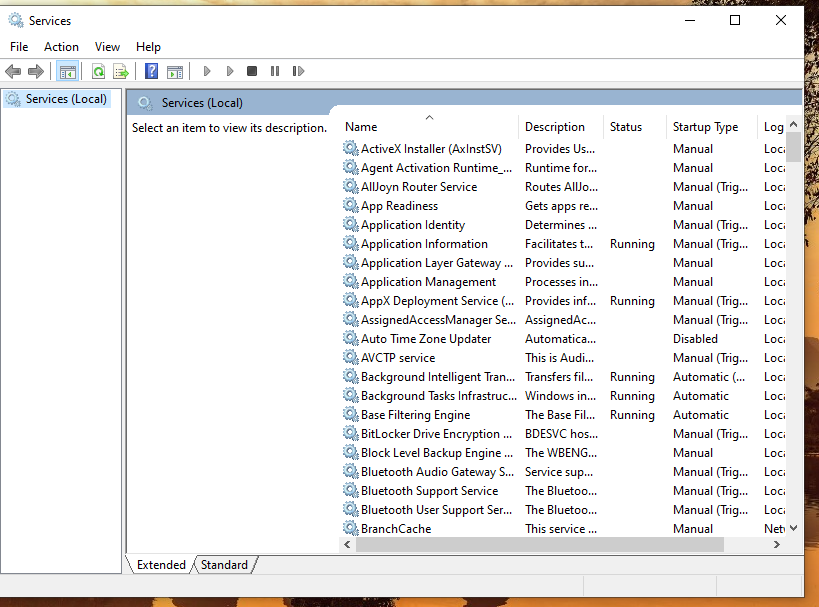 Services
File Action View Help
Services (Local)
Services (Local)
Select an item to view its description.
Name Description Status Startup Type Log
ActiveX Installer (AxInstSV) Provides Us... Manual Loca
Agent Activation Runtime_... Runtime for... Manual Loca
AllJoyn Router Service Routes AllJo... Manual (Trig... Loca
App Readiness Gets apps re... Manual Loca
Application Identity Determines ... Manual (Trig... Loca
Application Information Facilitates t... Running Manual (Trig... Loca
Application Layer Gateway ... Provides su... Manual Loca
Application Management Processes in... Manual Loca
AppX Deployment Service (... Provides inf... Running Manual (Trig... Loca
AssignedAccessManager Se... AssignedAc... Manual (Trig... Loca
Auto Time Zone Updater Automatica... Disabled Loca
AVCTP service This is Audi... Manual (Trig... Loca
Background Intelligent Tran... Transfers fil... Running Automatic (... Loca
Background Tasks Infrastruc... Windows in... Running Automatic Loca
Base Filtering Engine The Base Fil... Running Automatic Loca
BitLocker Drive Encryption ... BDESVC hos... Manual (Trig... Loca
Block Level Backup Engine ... The WBENG... Manual Loca
Bluetooth Audio Gateway S... Service sup... Manual (Trig... Loca
Bluetooth Support Service The Bluetoo... Manual (Trig... Loca
Bluetooth User Support Ser... The Bluetoo... Manual (Trig... Loca
BranchCache This service ... Manual Netv
Extended Standard